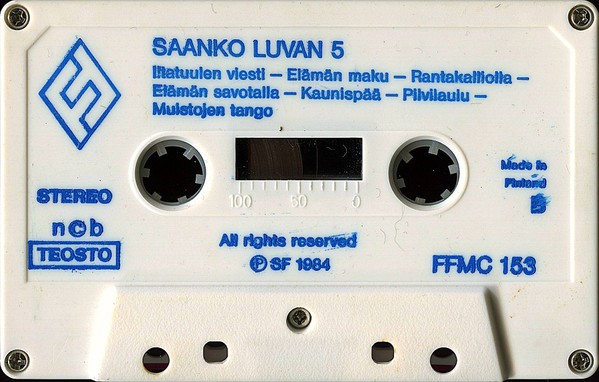 SAANKO LUVAN 5
Iltatuulen viesti — Elämän maku — Rantakalliolla —
Elämän savotalla — Kaunispää — Pilvilaulu —
Muistojen tango
STEREO
n©b
TEOSTO
100 50 0
Made in
Finland
B
All rights reserved
℗ SF 1984
FFMC 153